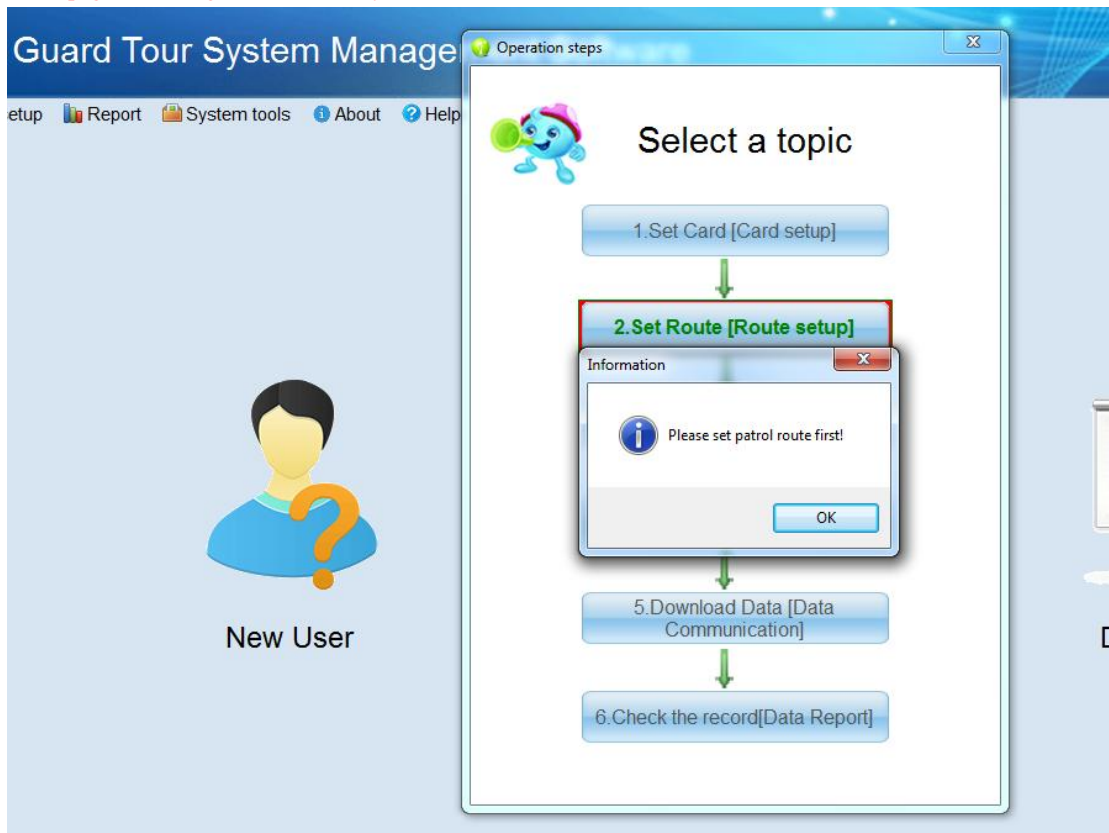 Guard Tour System Manage
Operation steps
etup Report System tools About Help
Select a topic
1.Set Card [Card setup]
2.Set Route [Route setup]
Information
Please set patrol route first!
OK
5.Download Data [Data
Communication]
6.Check the record[Data Report]
New User